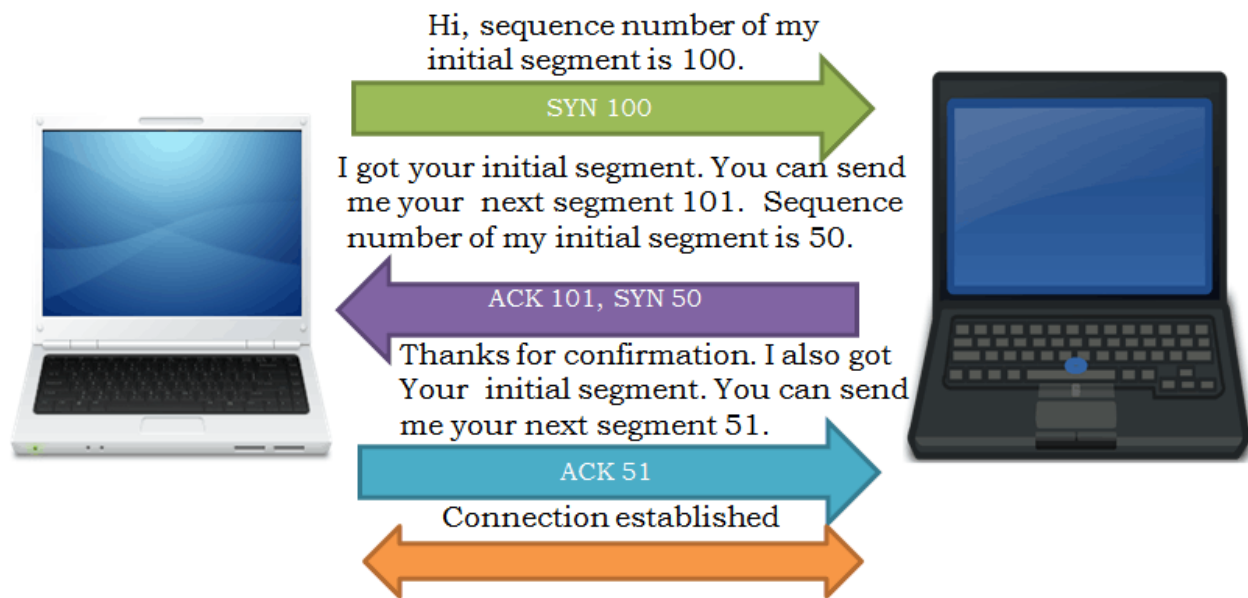 Hi, sequence number of my
initial segment is 100.
SYN 100
I got your initial segment. You can send
me your next segment 101. Sequence
number of my initial segment is 50.
ACK 101, SYN 50
Thanks for confirmation. I also got
Your initial segment. You can send
me your next segment 51.
ACK 51
Connection established